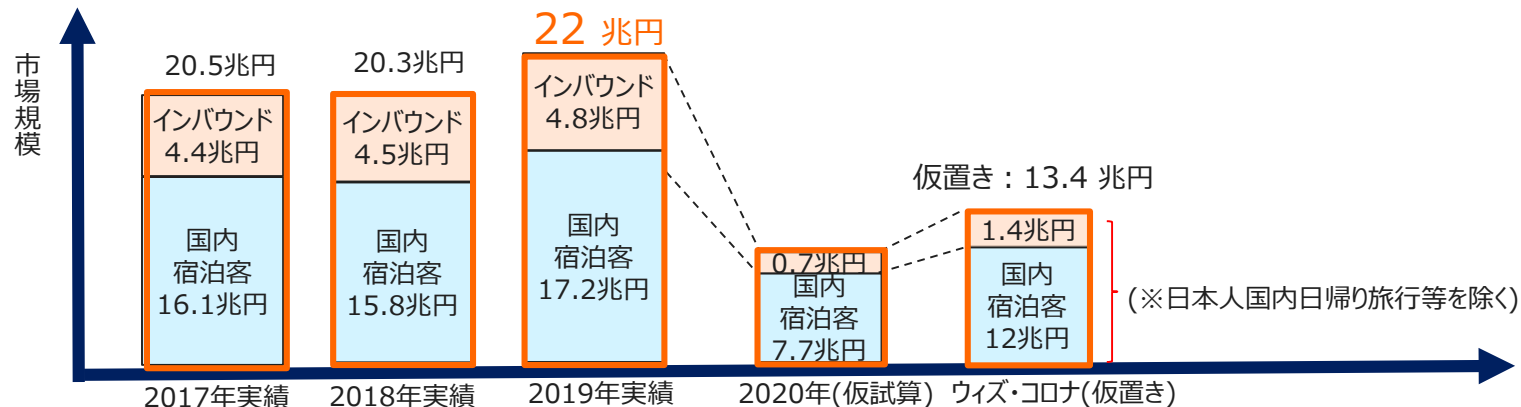 市場規模
20.5兆円
インバウンド
4.4兆円
国内
宿泊客
16.1兆円
2017年実績
20.3兆円
インバウンド
4.5兆円
国内
宿泊客
15.8兆円
2018年実績
22 兆円
インバウンド
4.8兆円
国内
宿泊客
17.2兆円
2019年実績
0.7兆円
国内
宿泊客
7.7兆円
2020年(仮試算)
仮置き：13.4 兆円
1.4兆円
国内
宿泊客
12兆円
ウィズ・コロナ(仮置き)
(※日本人国内日帰り旅行等を除く)